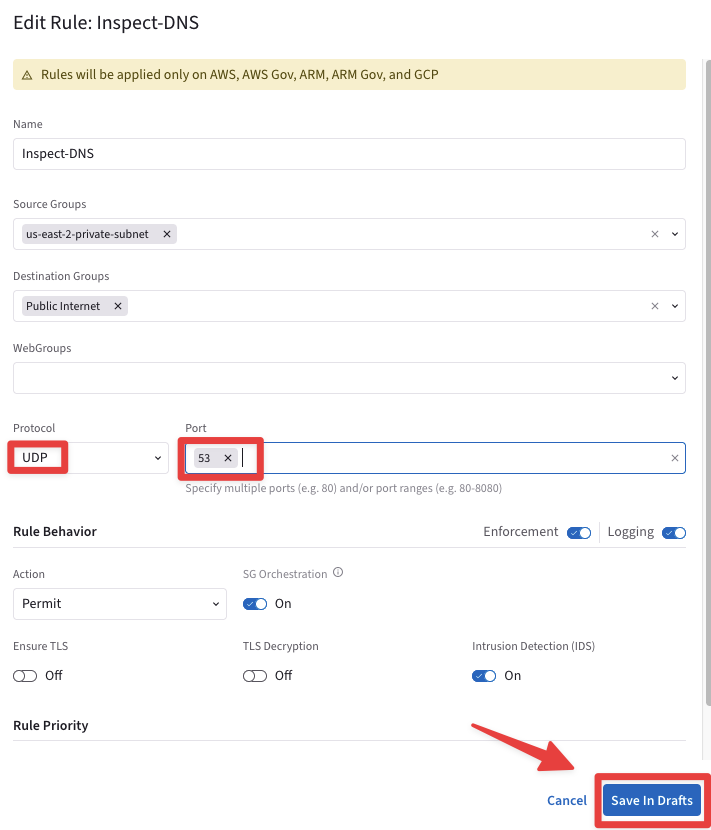 Edit Rule: Inspect-DNS
Rules will be applied only on AWS, AWS Gov, ARM, ARM Gov, and GCP
Name
Inspect-DNS
Source Groups
us-east-2-private-subnet
Destination Groups
Public Internet
WebGroups
Protocol Port
UDP 53
Specify multiple ports (e.g. 80) and/or port ranges (e.g. 80-8080)
Rule Behavior Enforcement Logging
Action SG Orchestration
Permit On
Ensure TLS TLS Decryption Intrusion Detection (IDS)
Off Off On
Rule Priority
Cancel Save In Drafts